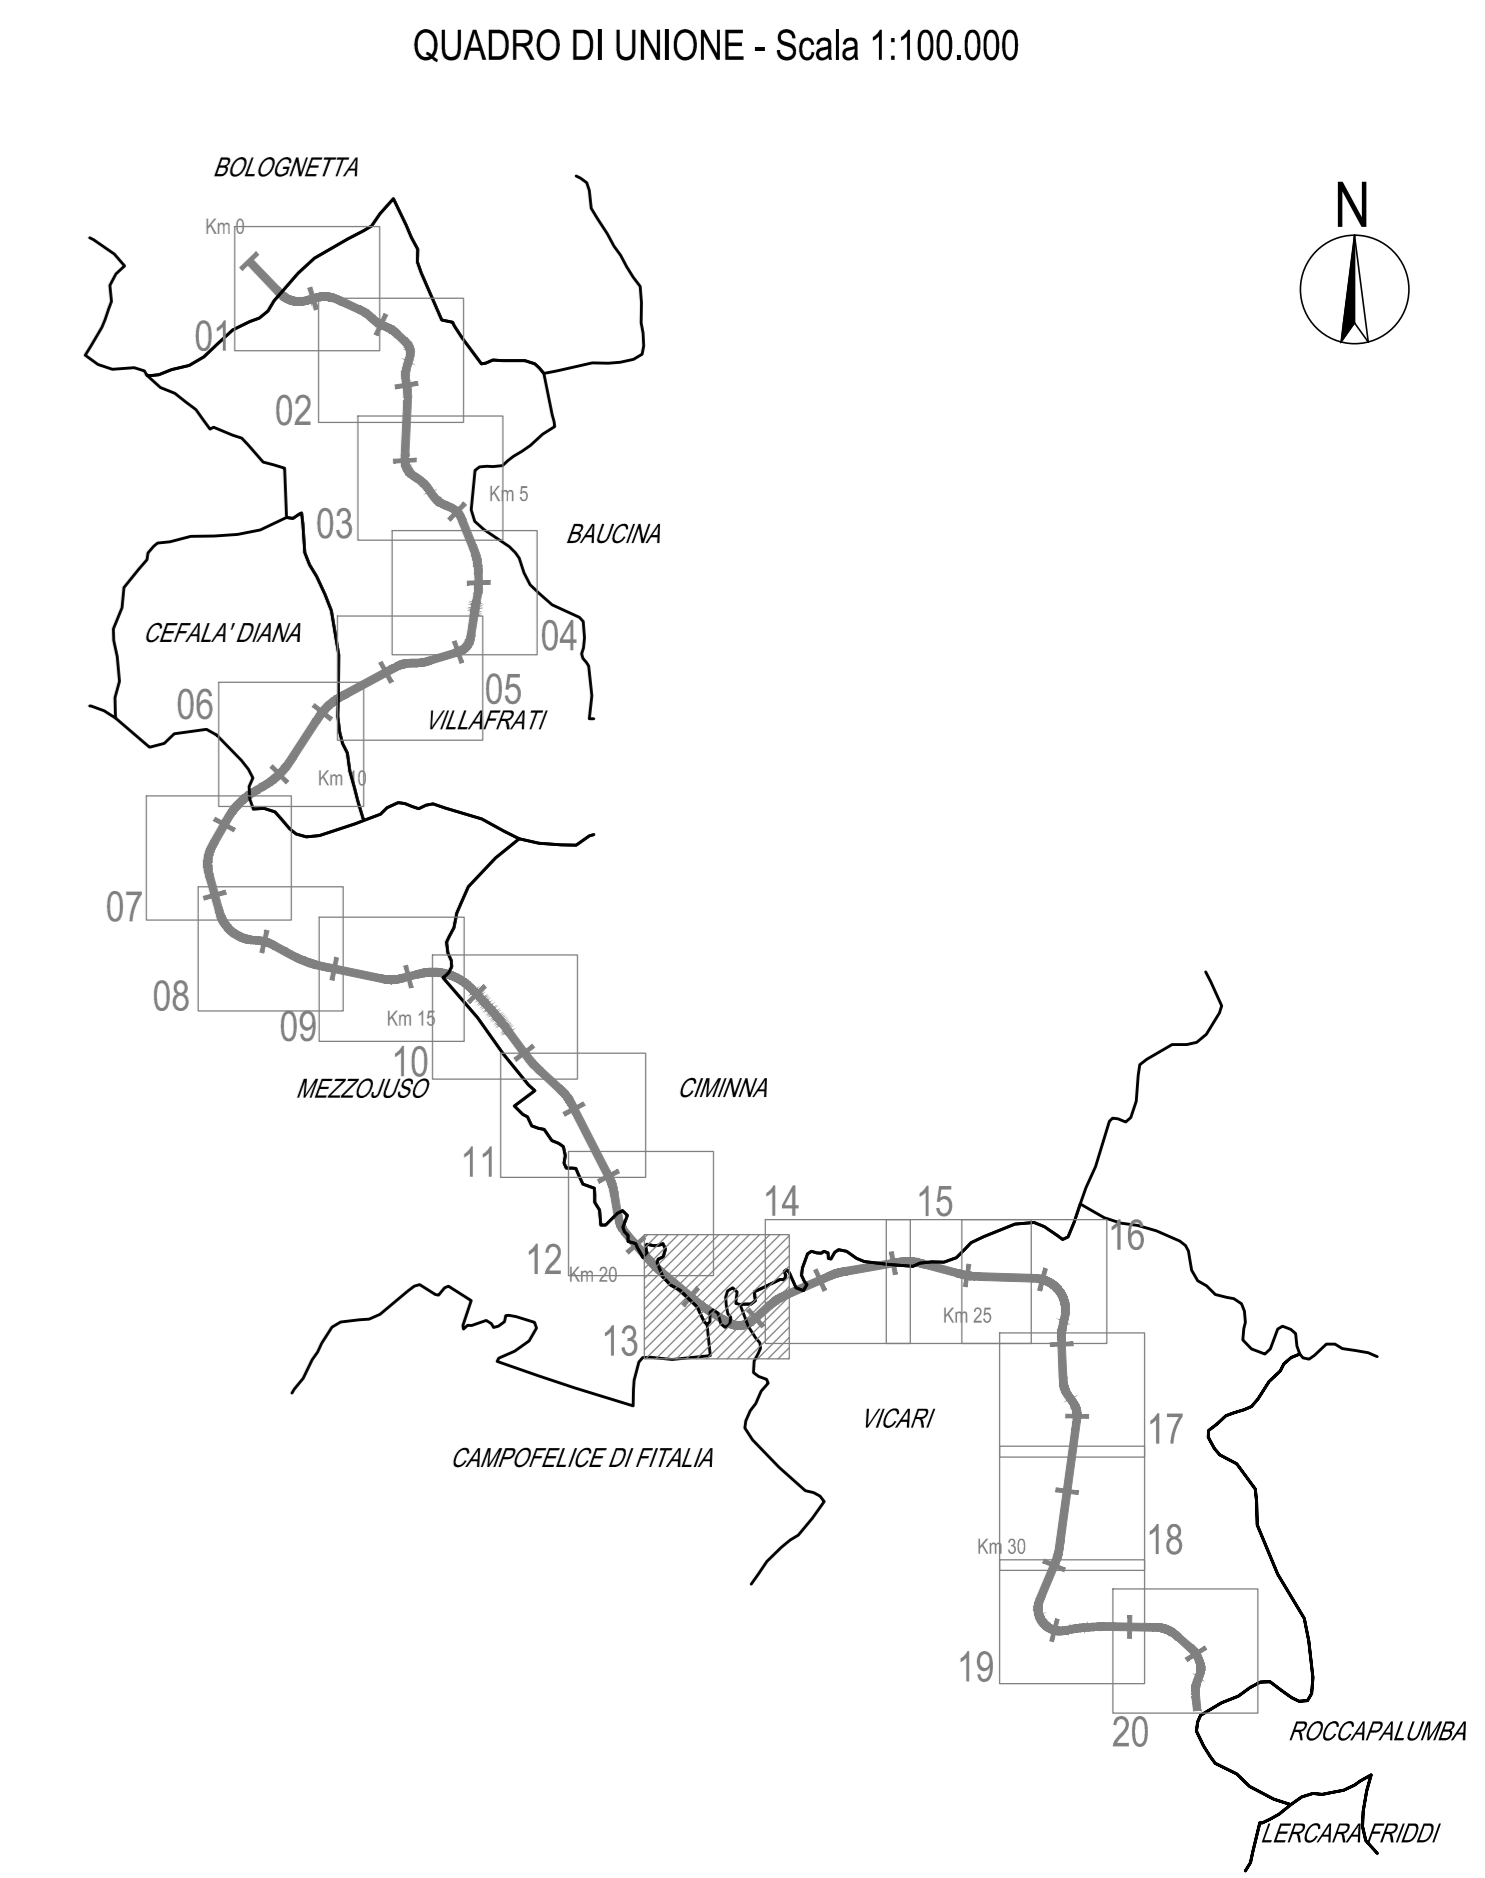 QUADRO DI UNIONE - Scala 1:100.000
BOLOGNETTA
N
Km 0
01
02
Km 5
03
BAUCINA
CEFALA' DIANA
04
05
06
VILLAFRATI
Km 10
07
08
Km 15
09
10
MEZZOJUSO
CIMINNA
11
14
15
16
12
Km 20
Km 25
13
VICARI
17
CAMPOFELICE DI FITALIA
18
Km 30
19
20
ROCCAPALUMBA
LERCARA FRIDDI